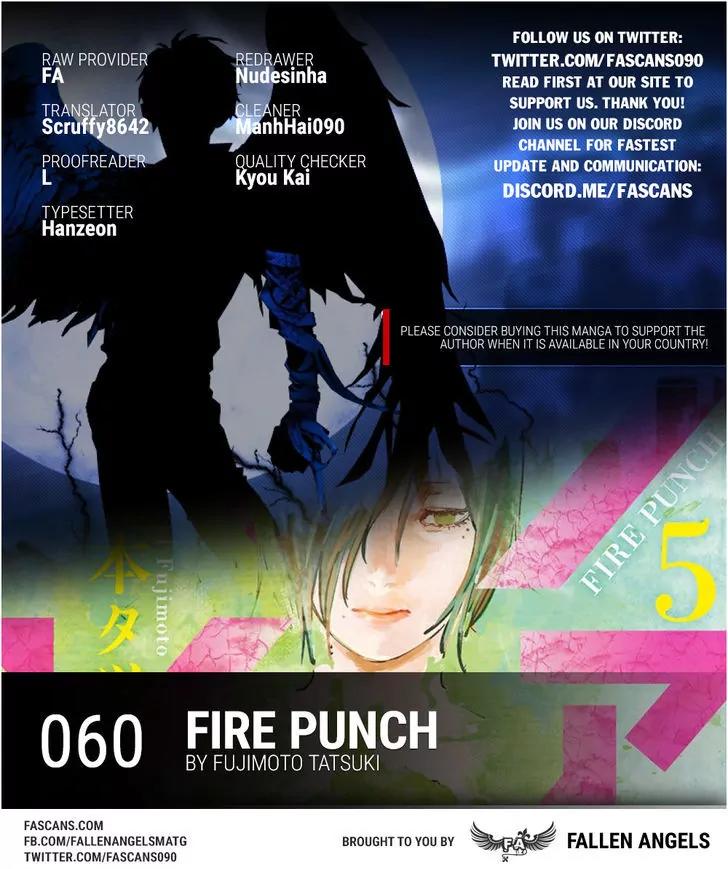 RAW PROVIDER
FA
TRANSLATOR
Scruffy8642
PROOFREADER
L
TYPESETTER
Hanzeon
REDRAWER
Nudesinha
CLEANER
ManhHai090
QUALITY CHECKER
Kyou Kai
FOLLOW US ON TWITTER:
TWITTER.COM/FASCANS090
READ FIRST AT OUR SITE TO
SUPPORT US. THANK YOU!
JOIN US ON OUR DISCORD
CHANNEL FOR FASTEST
UPDATE AND COMMUNICATION:
DISCORD.ME/FASCANS
PLEASE CONSIDER BUYING THIS MANGA TO SUPPORT THE
AUTHOR WHEN IT IS AVAILABLE IN YOUR COUNTRY!
FIRE PUNCH
5
本タ
Fujimoto
060
FIRE PUNCH
BY FUJIMOTO TATSUKI
FASCANS.COM
FB.COM/FALLENANGELSMATG
TWITTER.COM/FASCANS090
BROUGHT TO YOU BY
FA
FALLEN ANGELS